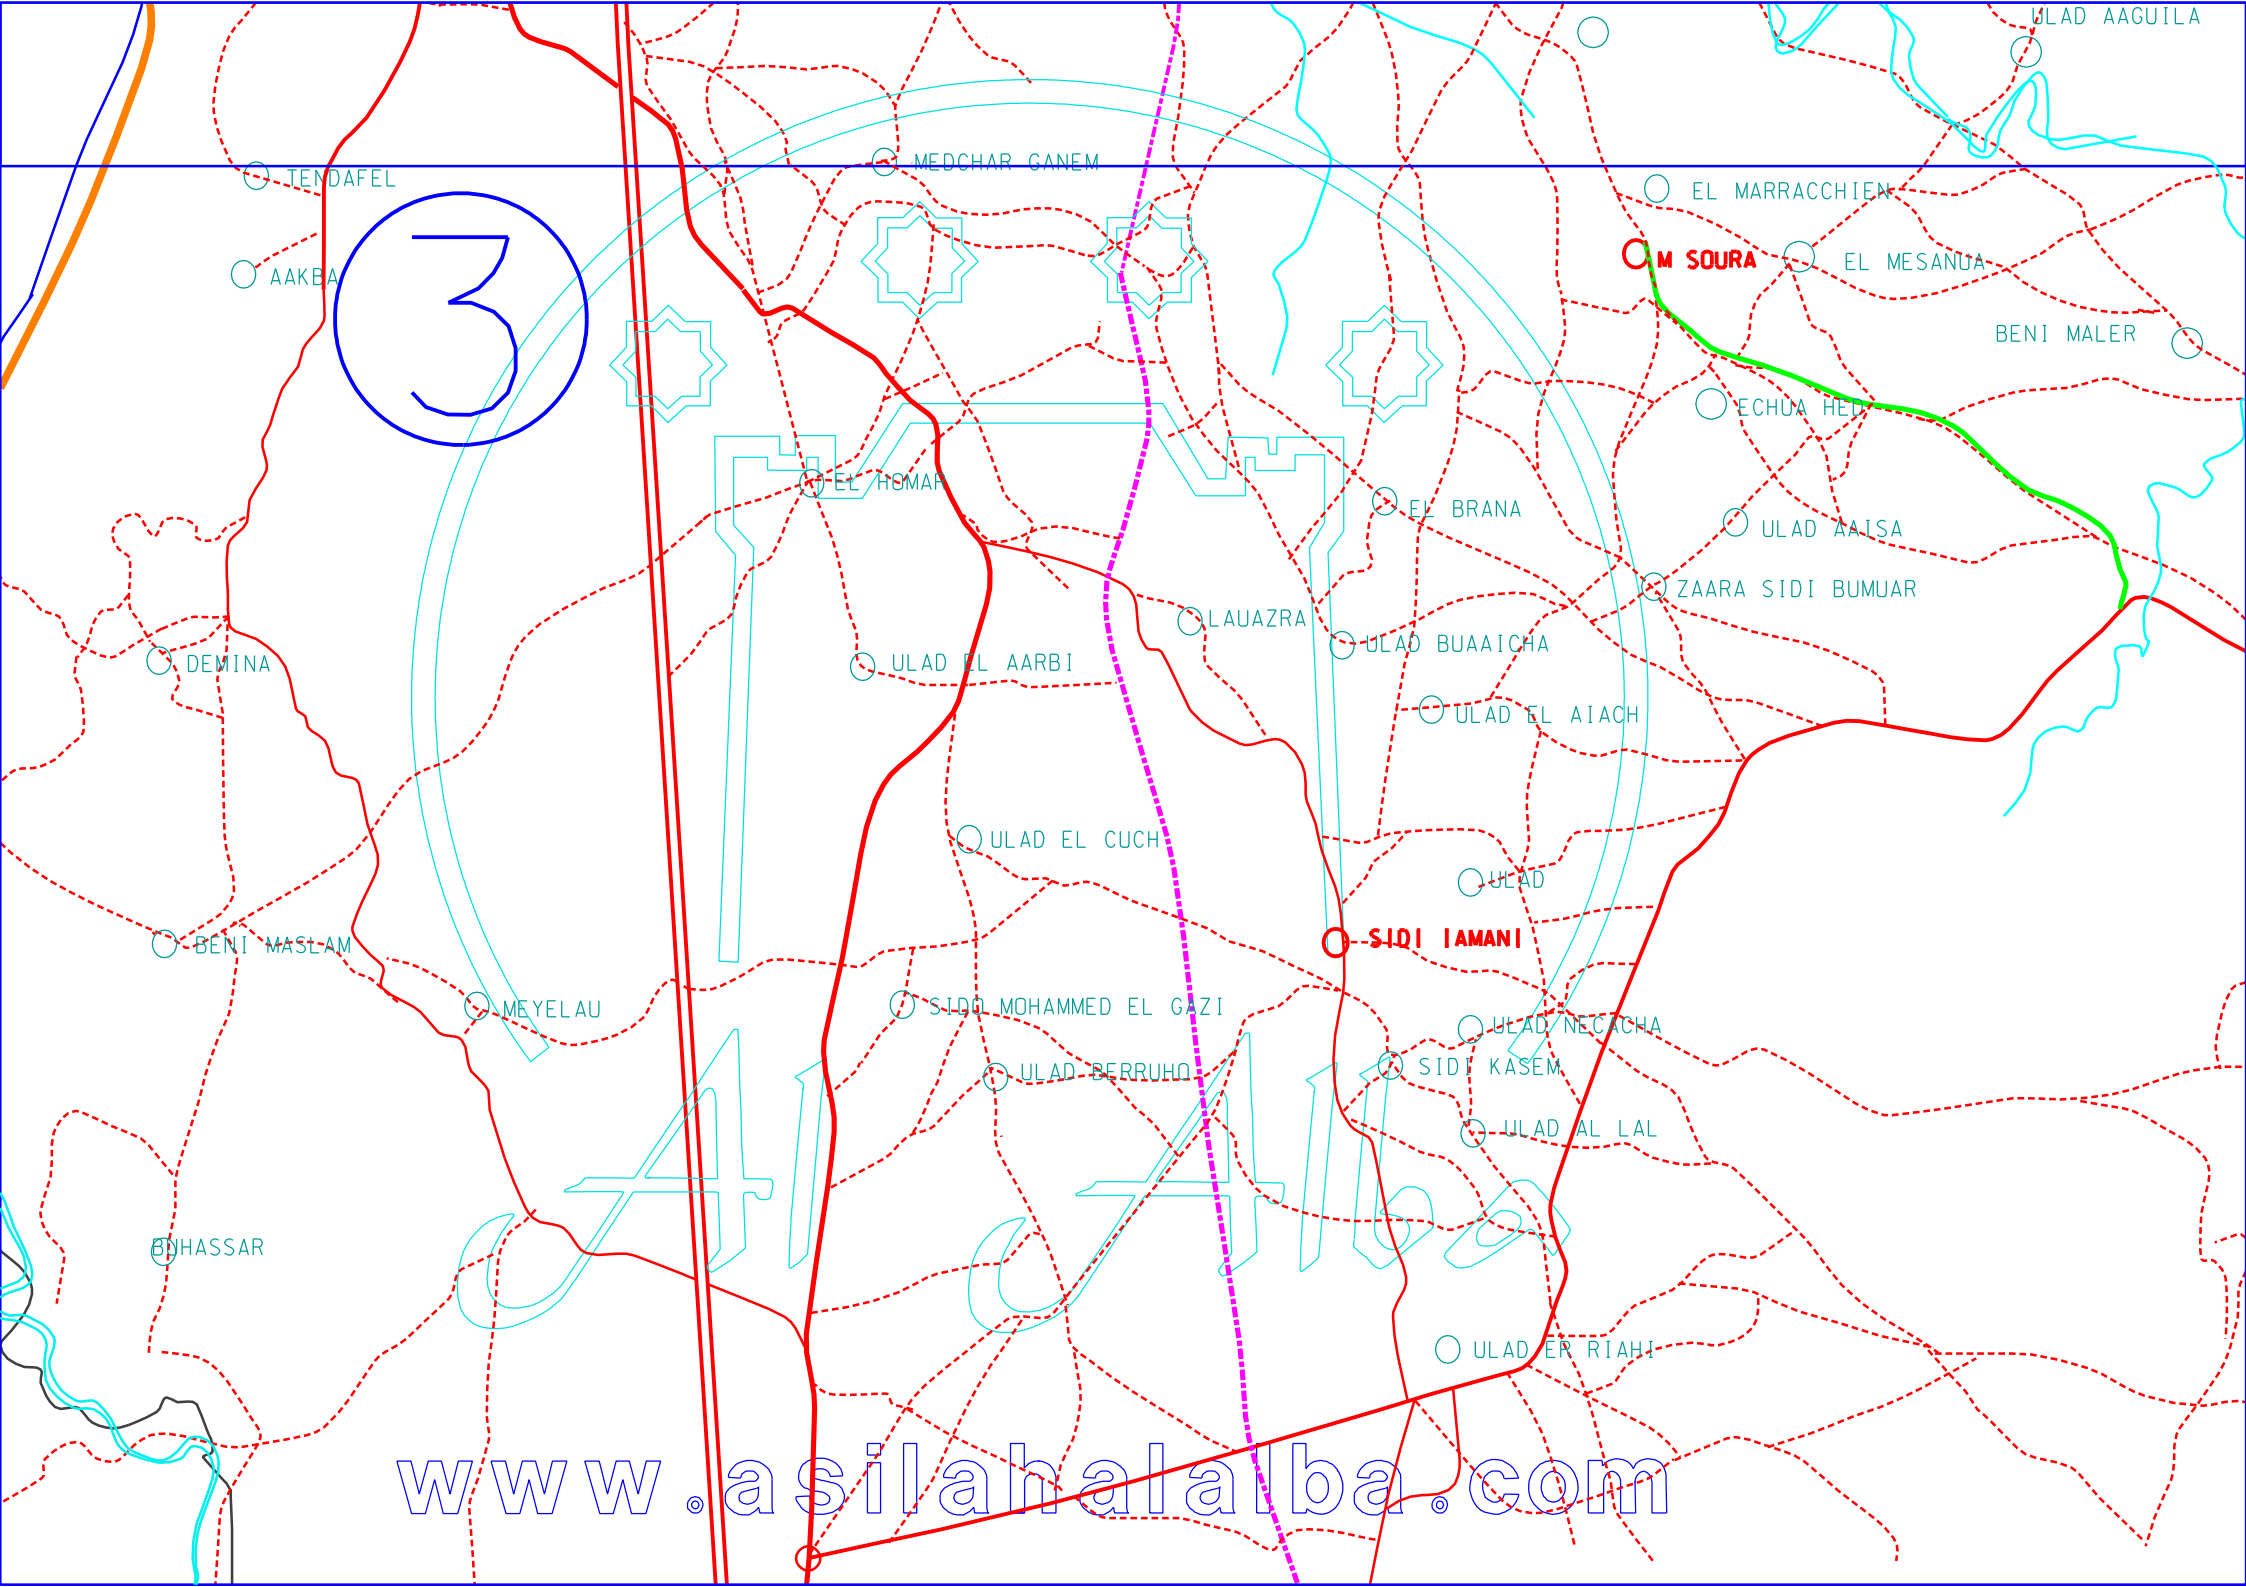 ULAD AAGUILA
MEDCHAR GANEM
TENDAFEL
EL MARRACCHIEN
3
M SOURA
EL MESANUA
AAKBA
BENI MALER
ECHUA HED
EL HOMAR
EL BRANA
ULAD AAISA
ZAARA SIDI BUMUAR
LAUAZRA
ULAD BUAAICHA
DEMINA
ULAD EL AARBI
ULAD EL AIACH
ULAD EL CUCH
ULAD
SIDI IAMANI
BENI MASLAM
MEYELAU
SIDO MOHAMMED EL GAZI
ULAD NECACHA
ULAD BERRUHO
SIDI KASEM
ULAD AL LAL
Al Alba
BUHASSAR
ULAD ER RIAHI
www.asilahalalba.com